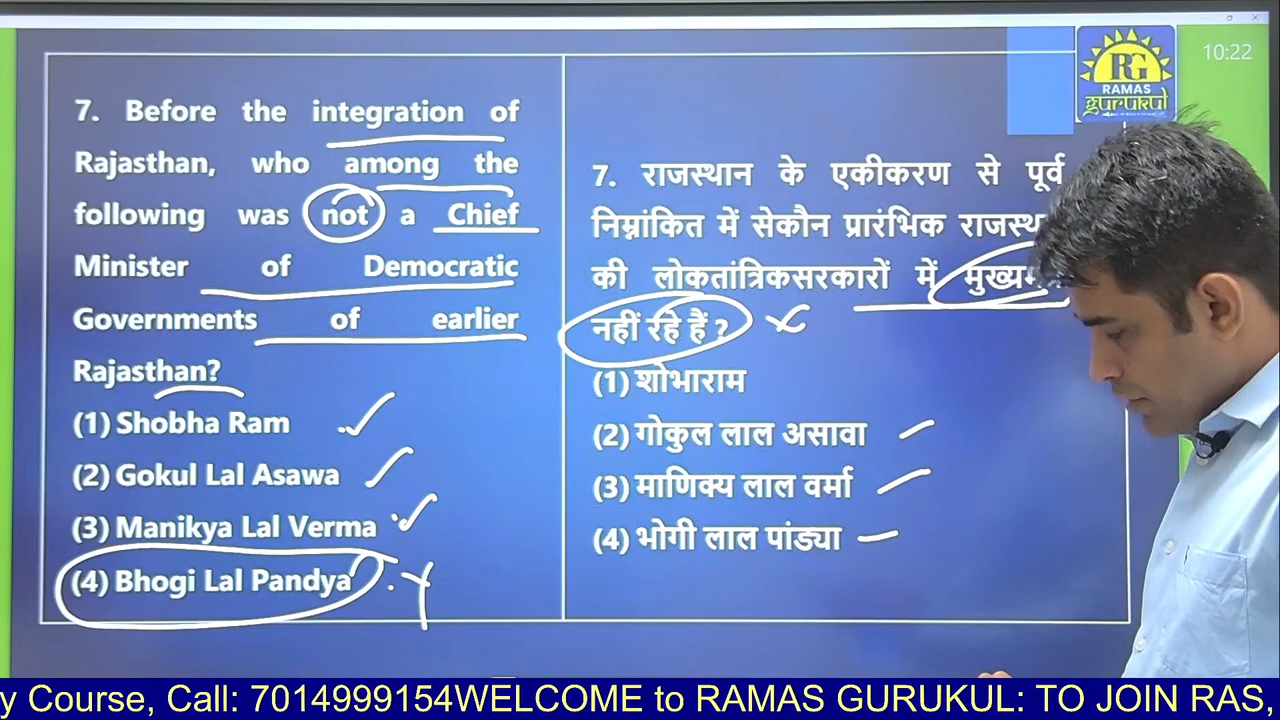 10:22
RG
RAMAS
gurukul
7. Before the integration of
Rajasthan, who among the
following was not a Chief
Minister of Democratic
Governments of earlier
Rajasthan?
(1) Shobha Ram
(2) Gokul Lal Asawa
(3) Manikya Lal Verma
(4) Bhogi Lal Pandya
7. राजस्थान के एकीकरण से पूर्व
निम्नांकित में सेकौन प्रारंभिक
की लोकतांत्रिकसरकारों में
नहीं रहे हैं ?
(1) शोभाराम
(2) गोकुल लाल असावा
(3) माणिक्य लाल वर्मा
(4) भोगी लाल पांड्या
y Course, Call: 7014999154WELCOME to RAMAS GURUKUL: TO JOIN RAS,